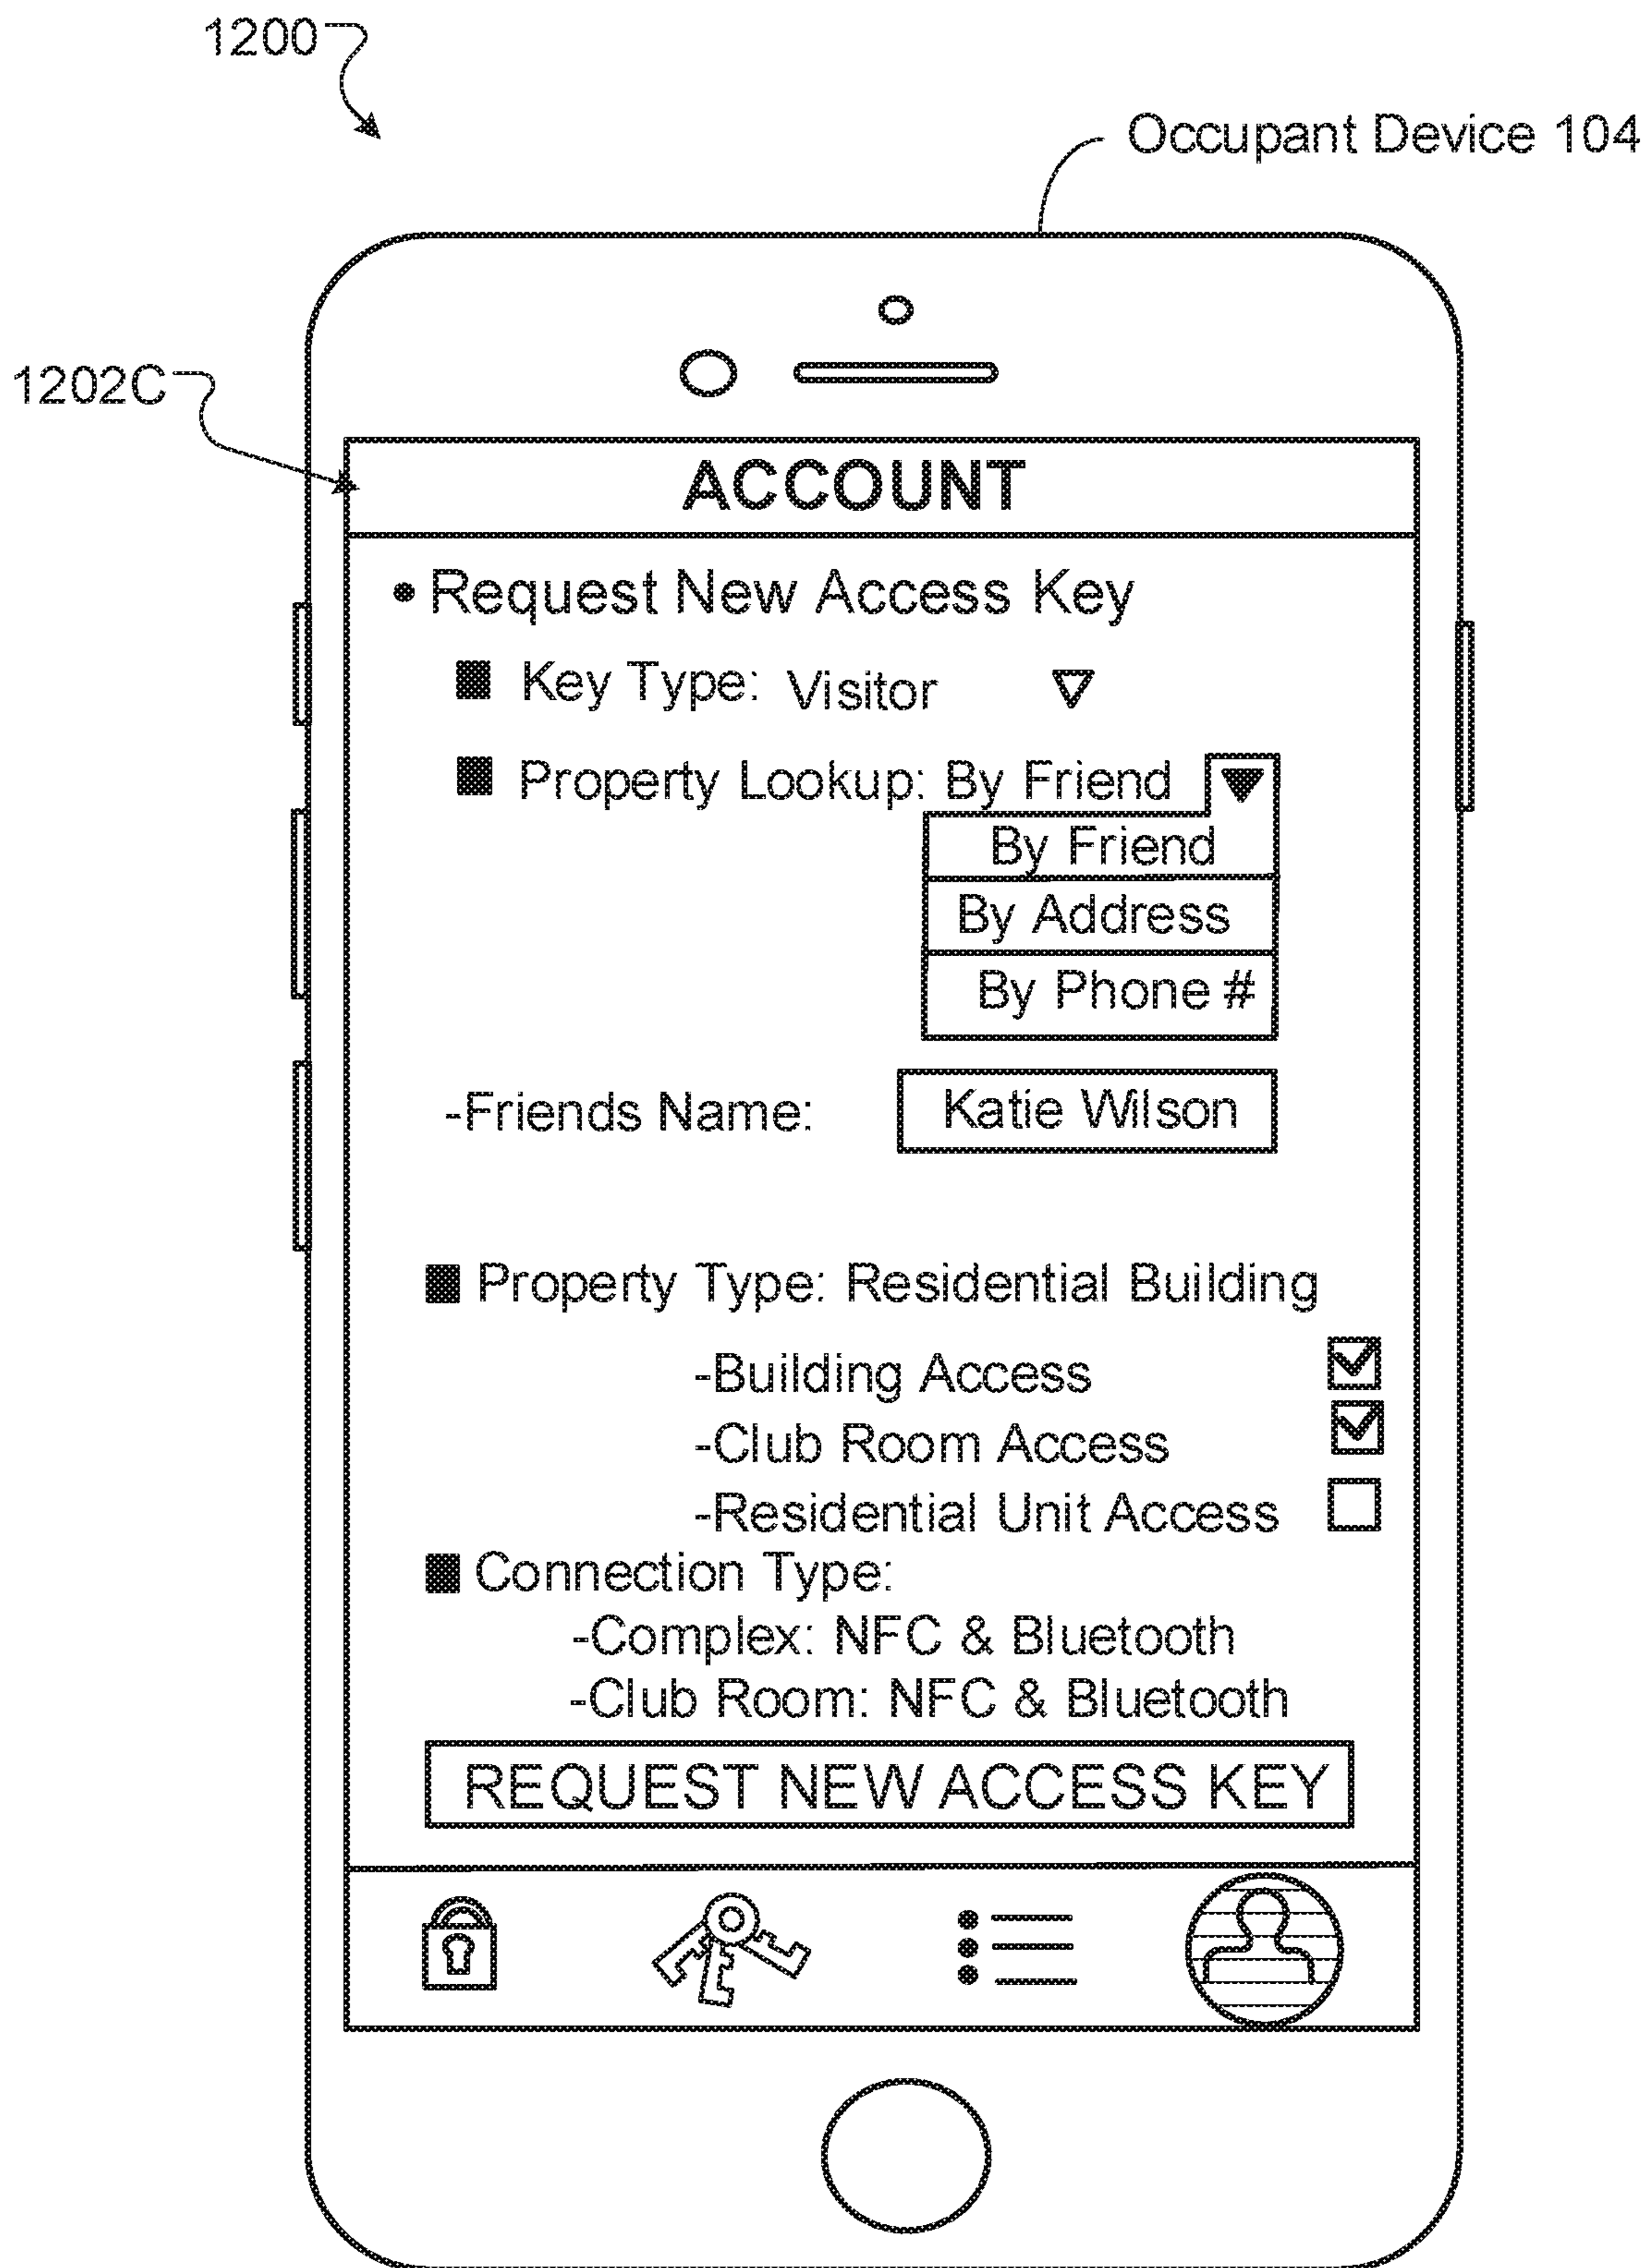 1200
Occupant Device 104
1202C
ACCOUNT
• Request New Access Key
■ Key Type: Visitor ▽
■ Property Lookup: By Friend ▼
By Friend
By Address
By Phone #
-Friends Name: Katie Wilson
■ Property Type: Residential Building
-Building Access
-Club Room Access
-Residential Unit Access
■ Connection Type:
-Complex: NFC & Bluetooth
-Club Room: NFC & Bluetooth
REQUEST NEW ACCESS KEY